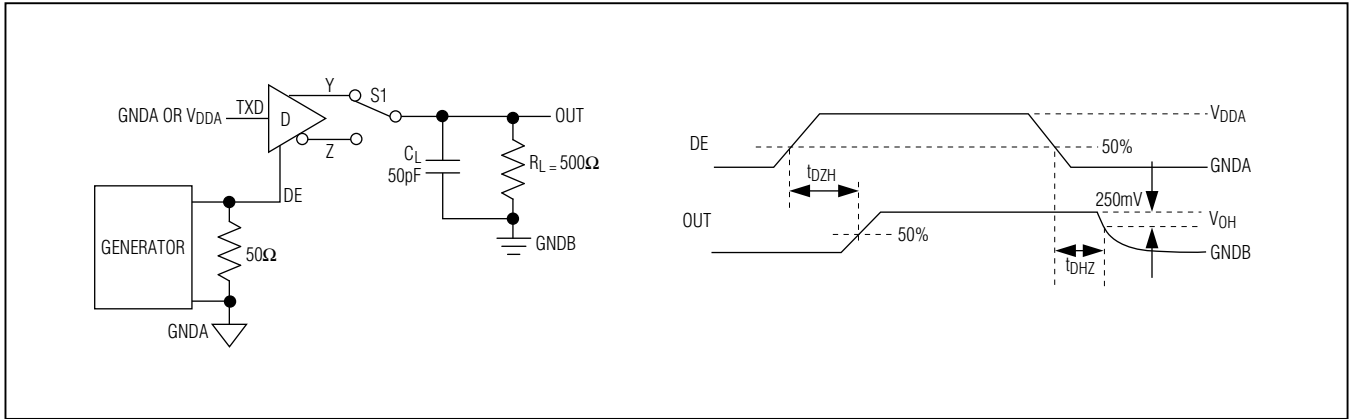 GNDA OR VDDA
TXD
D
Y
S1
Z
OUT
CL
50pF
RL = 500Ω
DE
GENERATOR
50Ω
GNDA
GNDB
DE
VDDA
50%
GNDA
tDZH
250mV
OUT
VOH
50%
GNDB
tDHZ